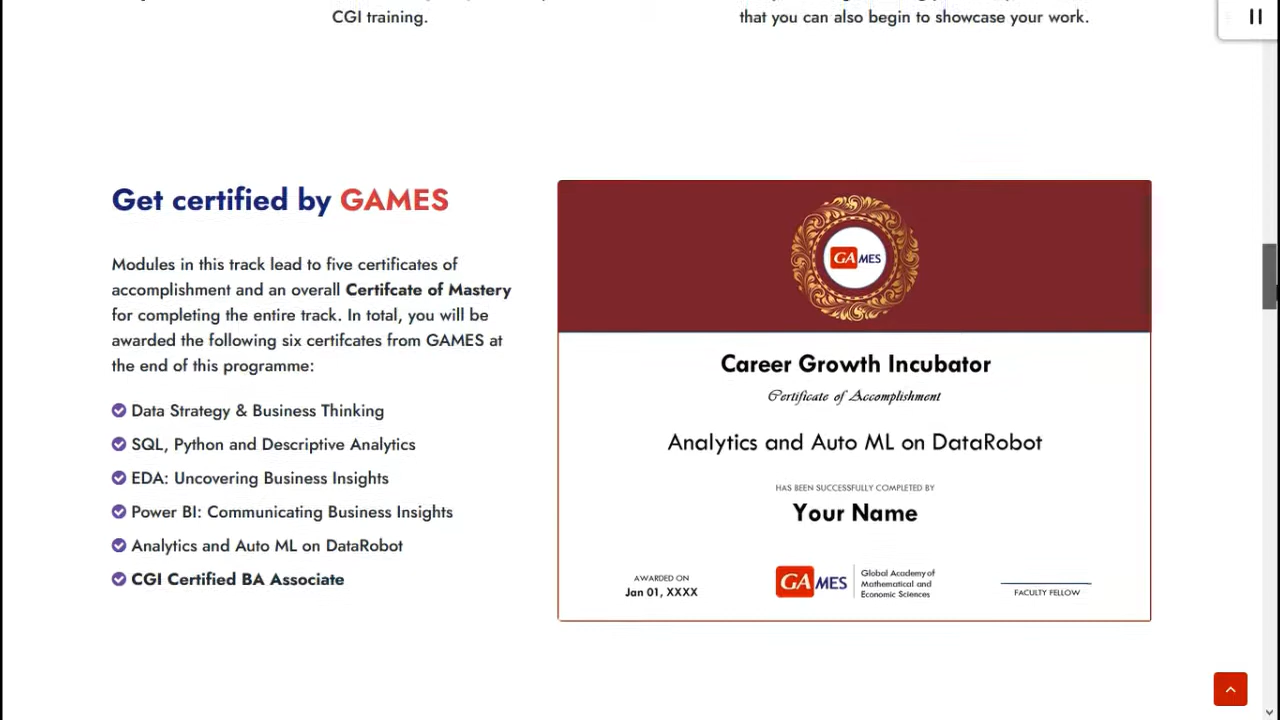 CGI training.
that you can also begin to showcase your work.
Get certified by GAMES
Modules in this track lead to five certificates of
accomplishment and an overall Certifcate of Mastery
for completing the entire track. In total, you will be
awarded the following six certifcates from GAMES at
the end of this programme:
Data Strategy & Business Thinking
SQL, Python and Descriptive Analytics
EDA: Uncovering Business Insights
Power BI: Communicating Business Insights
Analytics and Auto ML on DataRobot
CGI Certified BA Associate
GAMES
Career Growth Incubator
Certificate of Accomplishment
Analytics and Auto ML on DataRobot
HAS BEEN SUCCESSFULLY COMPLETED BY
Your Name
AWARDED ON
Jan 01, XXXX
GAMES
Global Academy of
Mathematical and
Economic Sciences
FACULTY FELLOW